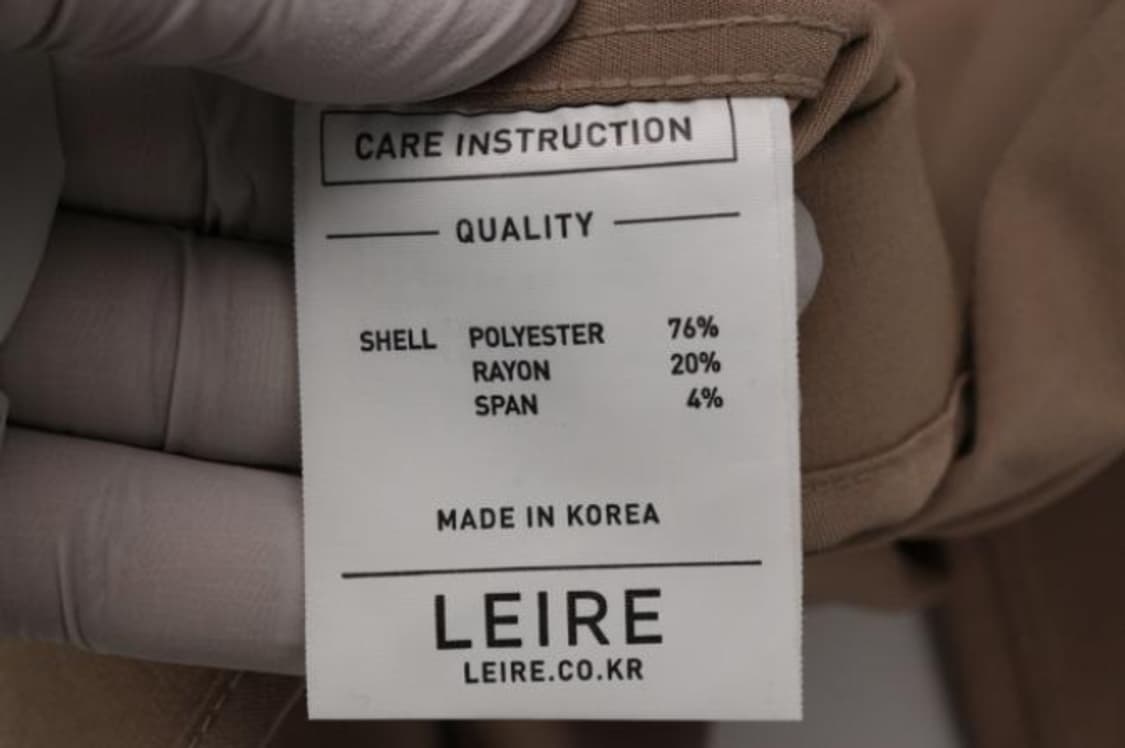 CARE INSTRUCTION
QUALITY
SHELL POLYESTER 76%
RAYON 20%
SPAN 4%
MADE IN KOREA
LEIRE
LEIRE.CO.KR